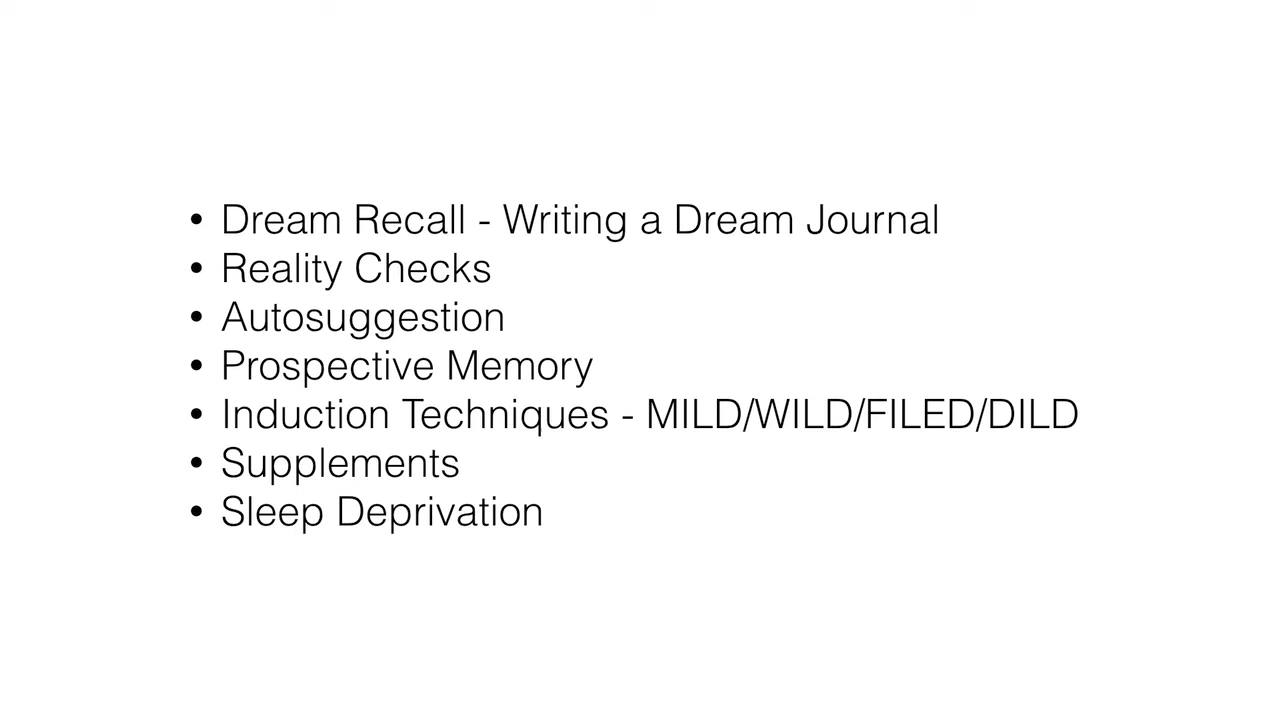 • Dream Recall - Writing a Dream Journal
• Reality Checks
• Autosuggestion
• Prospective Memory
• Induction Techniques - MILD/WILD/FILED/DILD
• Supplements
• Sleep Deprivation